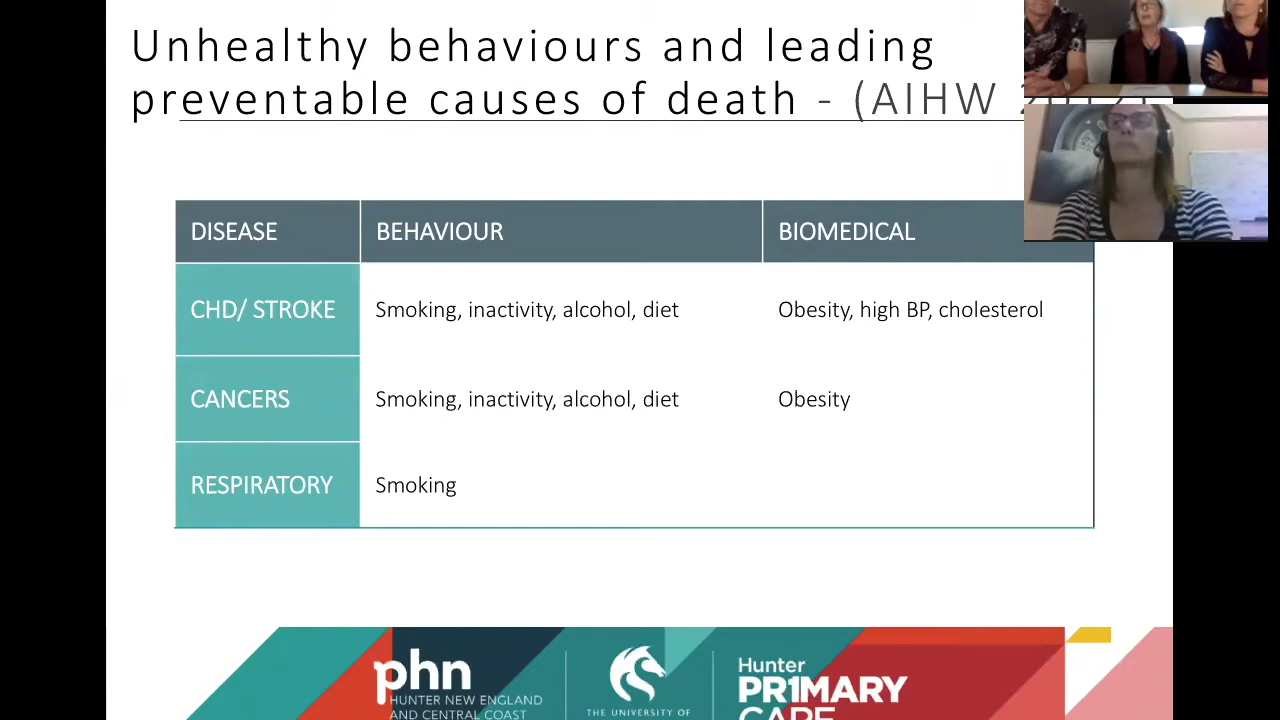 Unhealthy behaviours and leading
preventable causes of death - (AIHW
DISEASE BEHAVIOUR BIOMEDICAL
CHD/ STROKE Smoking, inactivity, alcohol, diet Obesity, high BP, cholesterol
CANCERS Smoking, inactivity, alcohol, diet Obesity
RESPIRATORY Smoking
phn
HUNTER NEW ENGLAND
AND CENTRAL COAST
THE UNIVERSITY OF
Hunter
PR1MARY
CARE